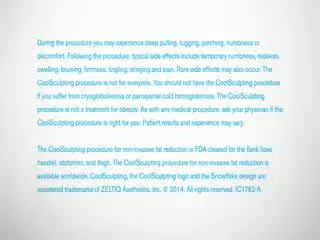 During the procedure you may experience deep pulling, tugging, pinching, numbness or
discomfort. Following the procedure, typical side effects include temporary numbness, redness,
swelling, bruising, firmness, tingling, stinging and pain. Rare side effects may also occur. The
CoolSculpting procedure is not for everyone. You should not have the CoolSculpting procedure
if you suffer from cryoglobulinemia or paroxysmal cold hemoglobinuria. The CoolSculpting
procedure is not a treatment for obesity. As with any medical procedure, ask your physician if the
CoolSculpting procedure is right for you. Patient results and experience may vary.
The CoolSculpting procedure for non-invasive fat reduction is FDA-cleared for the flank (love
handle), abdomen, and thigh. The CoolSculpting procedure for non-invasive fat reduction is
available worldwide. CoolSculpting, the CoolSculpting logo and the Snowflake design are
registered trademarks of ZELTIQ Aesthetics, Inc. © 2014. All rights reserved. IC1762-A